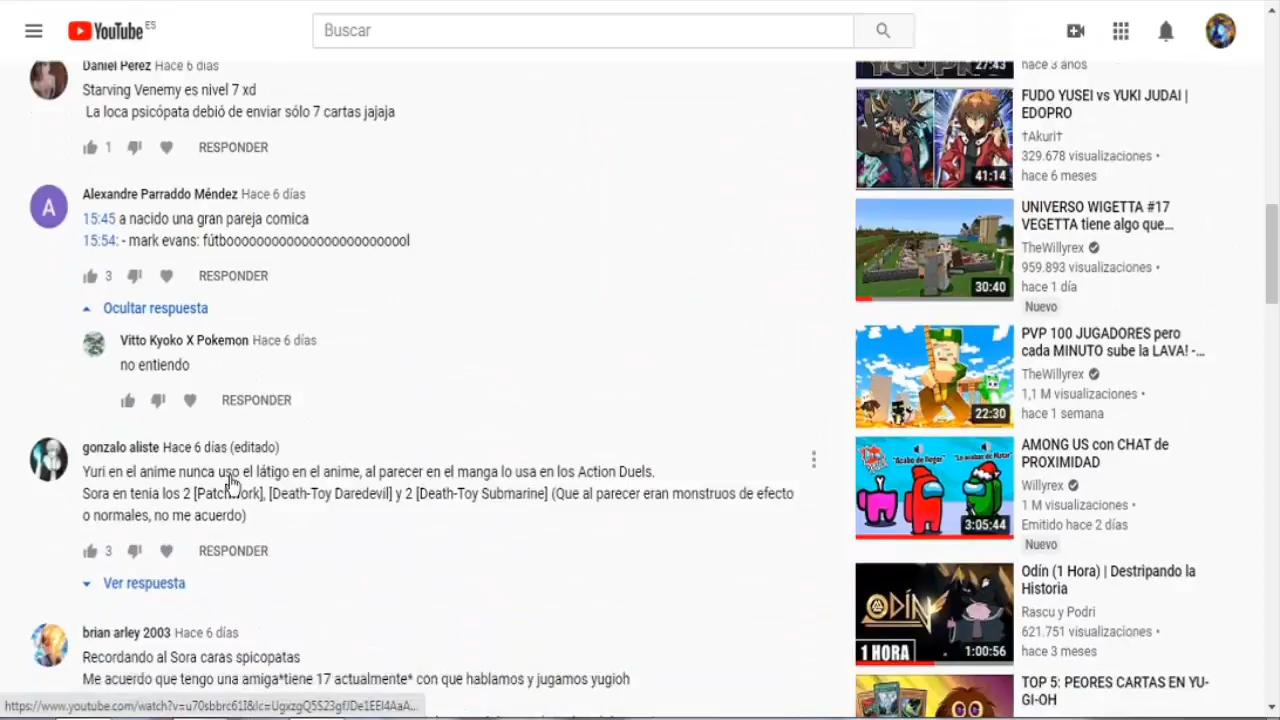 YouTube ES
Buscar
Daniel Perez Hace 6 días
Starving Venemy es nivel 7 xd
La loca psicópata debió de enviar sólo 7 cartas jajaja
1 RESPONDER
A
Alexandre Parraddo Méndez Hace 6 días
15:45 a nacido una gran pareja comica
15:54: - mark evans: fútboooooooooooooooooooooooool
3 RESPONDER
Ocultar respuesta
Vitto Kyoko X Pokemon Hace 6 días
no entiendo
RESPONDER
gonzalo aliste Hace 6 días (editado)
Yuri en el anime nunca en el anime, al parecer en el manga lo usa en los Action Duels.
Sora en tenia los 2 [Patchwork], [Death-Toy Daredevil] y 2 [Death-Toy Submarine] (Que al parecer eran monstruos de efecto
o normales, no me acuerdo)
3 RESPONDER
Ver respuesta
brian arley 2003 Hace 6 días
Recordando al Sora caras spicopatas
Me acuerdo que tengo una amiga*tiene 17 actualmente* con que hablamos y jugamos yugioh
27:43
hace 3 años
41:14
FUDO YUSEI vs YUKI JUDAI |
EDOPRO
†Akuri†
329.678 visualizaciones •
hace 6 meses
30:40
UNIVERSO WIGETTA #17
VEGETTA tiene algo que...
TheWillyrex
959.893 visualizaciones •
hace 1 día
Nuevo
22:30
PVP 100 JUGADORES pero
cada MINUTO sube la LAVA! -...
TheWillyrex
1,1 M visualizaciones •
hace 1 semana
"Acabo de llegar"
3:05:44
AMONG US con CHAT de
PROXIMIDAD
Willyrex
1 M visualizaciones •
Emitido hace 2 días
Nuevo
ODÍN
1 HORA
1:00:56
Odín (1 Hora) | Destripando la
Historia
Rascu y Podri
621.751 visualizaciones •
hace 3 meses
TOP 5: PEORES CARTAS EN YU-
GI-OH